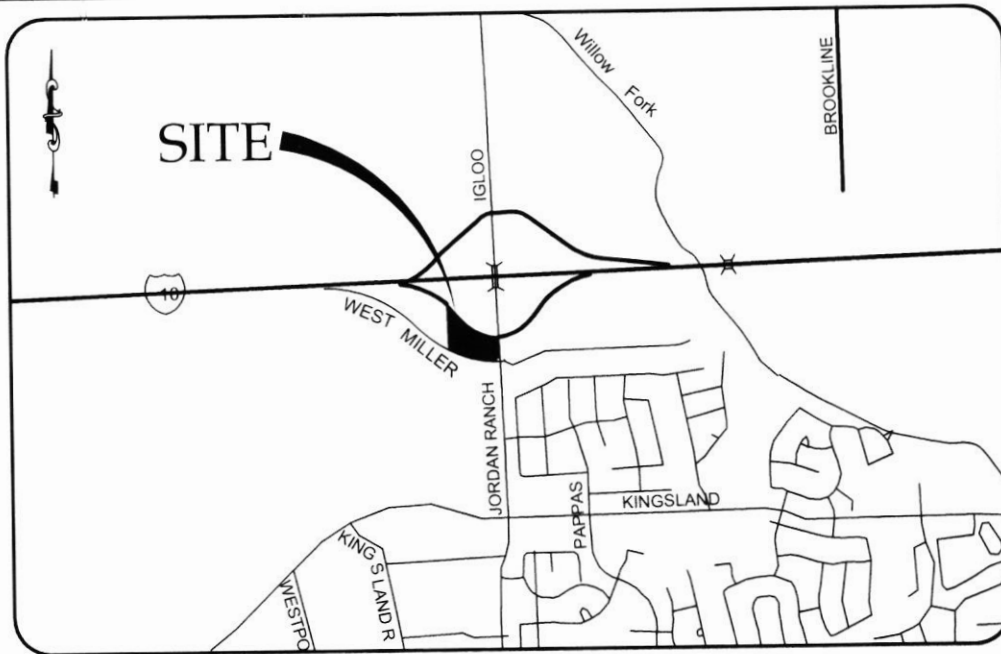 Willow
Fork
BROOKLINE
SITE
IGLOO
10
WEST MILLER
JORDAN RANCH
PAPPAS
KINGSLAND
KING S LAND R
WESTPO